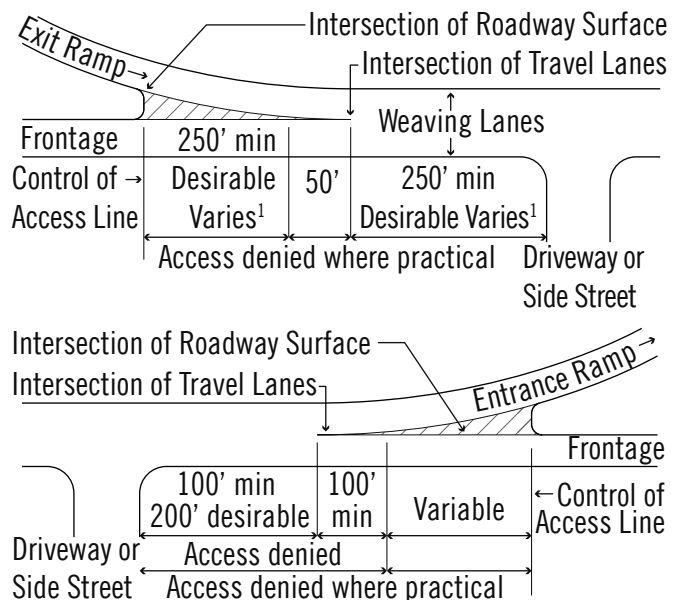 Intersection of Roadway Surface
Exit Ramp→
Intersection of Travel Lanes
Weaving Lanes
Frontage
250' min
Control of →
Access Line
Desirable
Varies¹
50'
250' min
Desirable Varies¹
Access denied where practical
Driveway or
Side Street
Intersection of Roadway Surface
Intersection of Travel Lanes
Entrance Ramp→
Frontage
100' min
200' desirable
100'
min
Variable
←Control of
Access Line
Driveway or
Side Street
Access denied
Access denied where practical